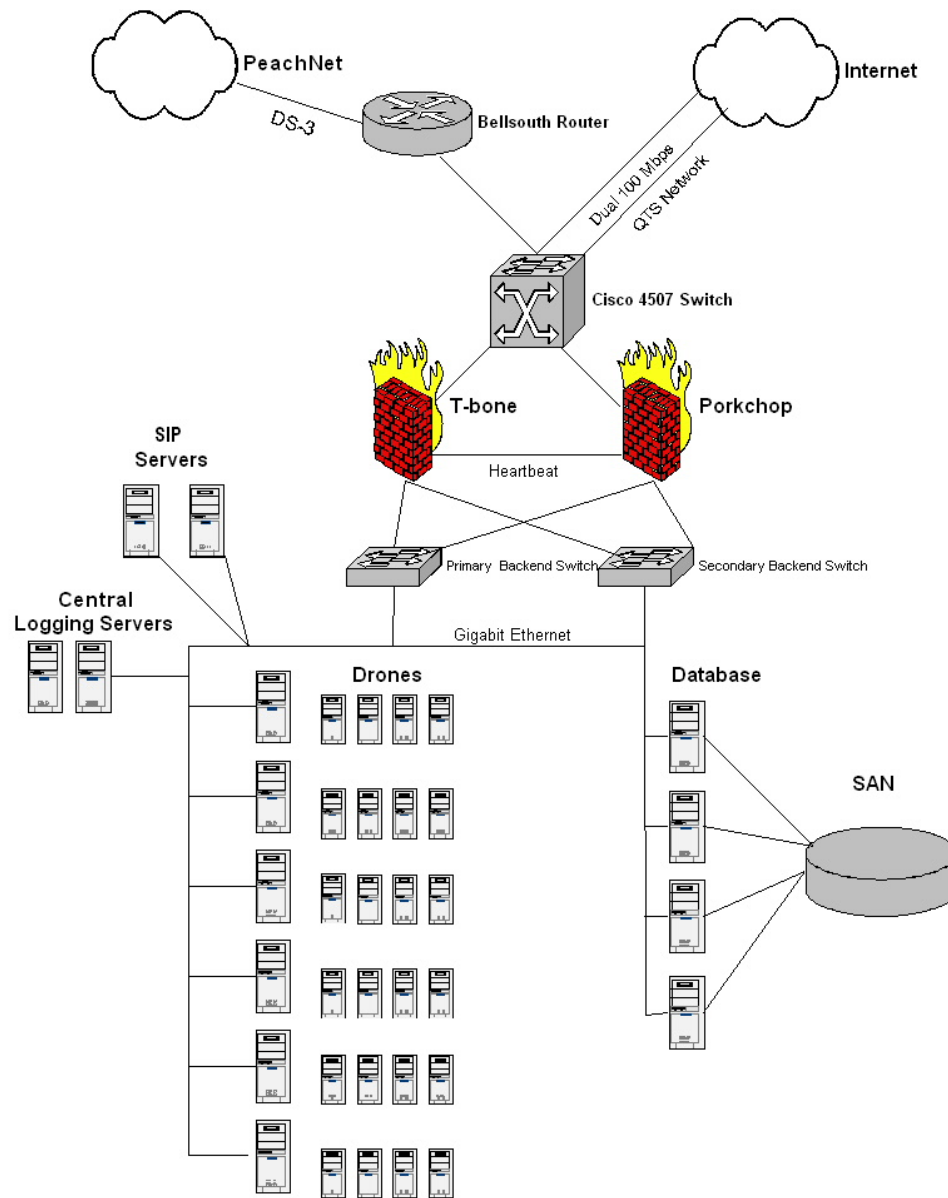 PeachNet
Internet
DS-3
Bellsouth Router
Dual 100 Mbps
QTS Network
Cisco 4507 Switch
T-bone
Porkchop
SIP
Servers
Heartbeat
Primary Backend Switch
Secondary Backend Switch
Central
Logging Servers
Gigabit Ethernet
Drones
Database
SAN